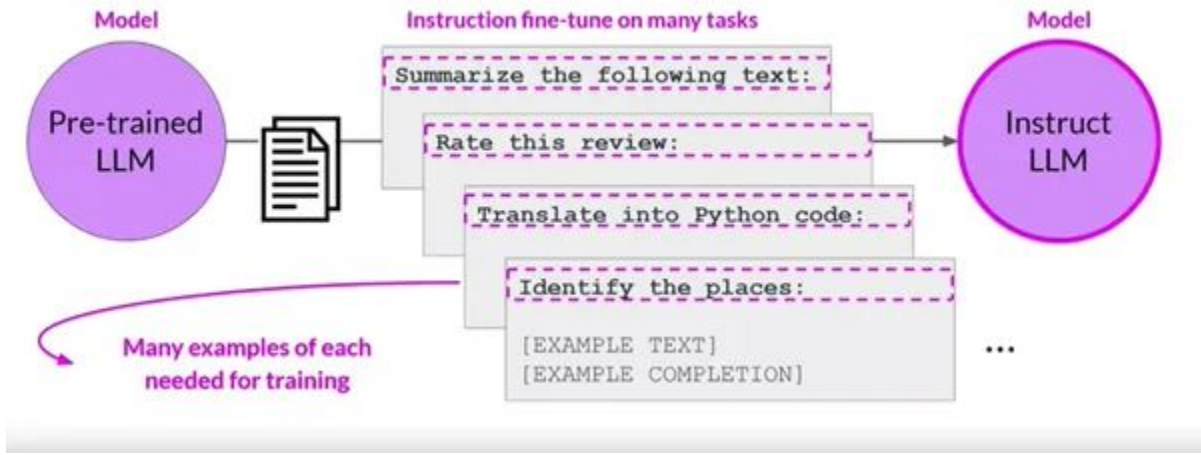 Model
Instruction fine-tune on many tasks
Model
Pre-trained
LLM
Summarize the following text:
Rate this review:
Translate into Python code:
Identify the places:
[EXAMPLE TEXT]
[EXAMPLE COMPLETION]
...
Instruct
LLM
Many examples of each
needed for training